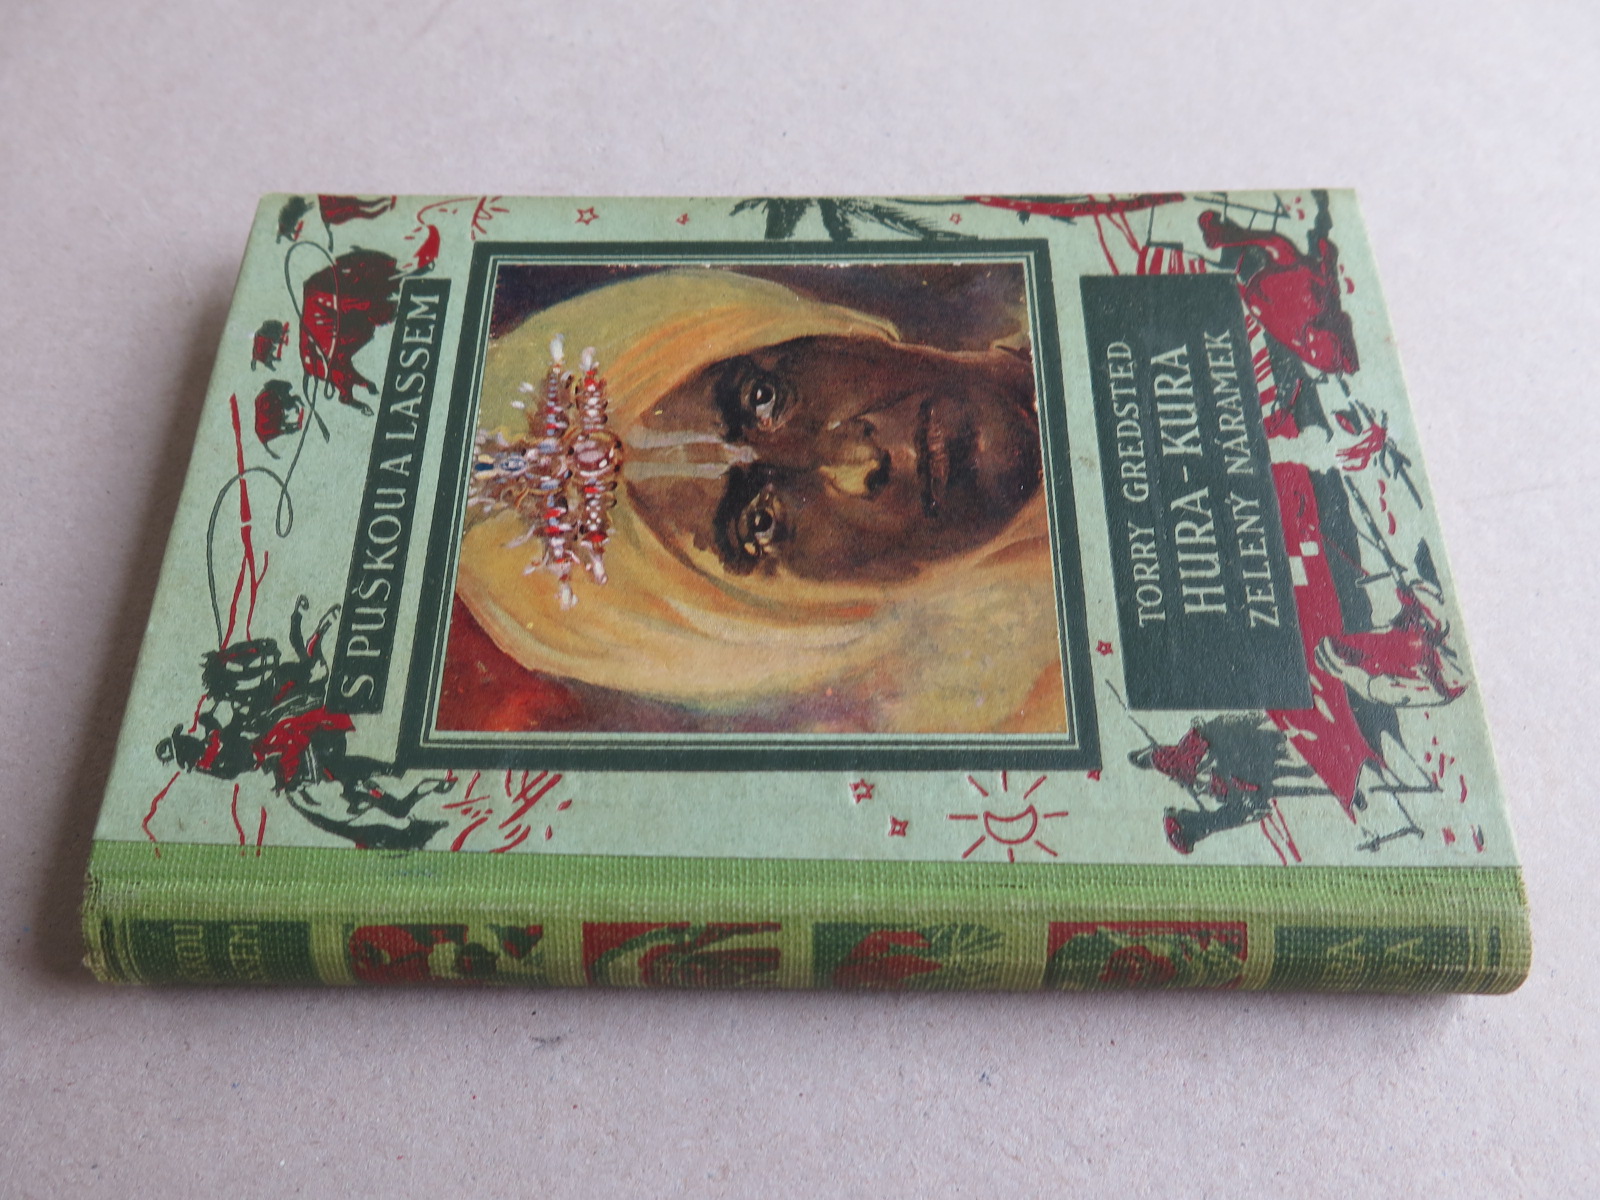 S PUŠKOU A LASSEM
TORRY GREDSTED
HURA - KURA
ZELENÝ NÁRAMEK